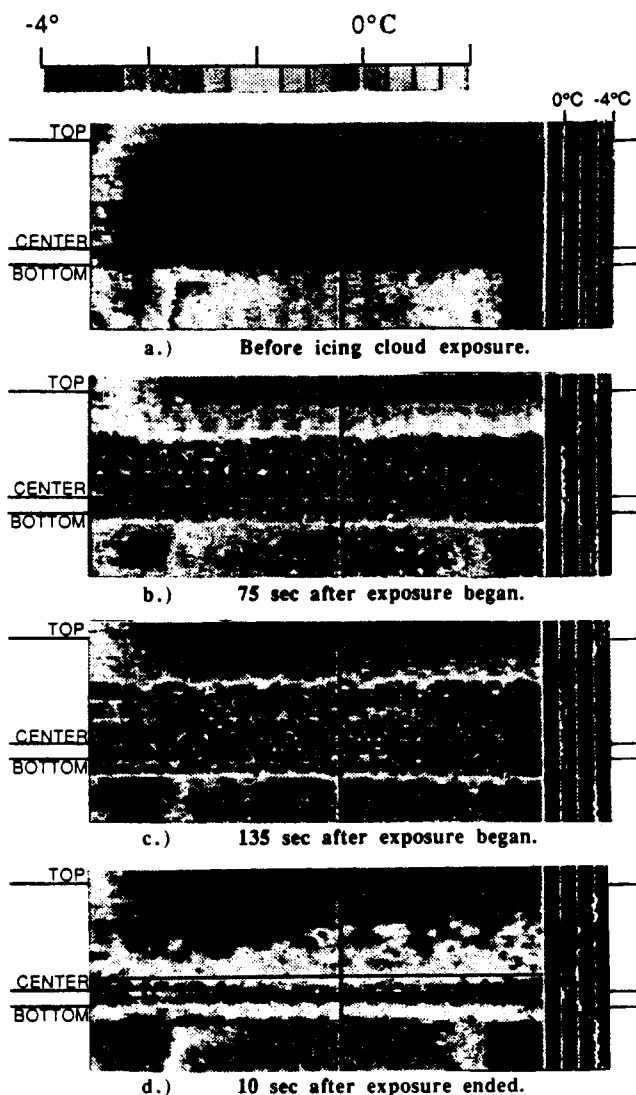 -4° 0°C
0°C -4°C
TOP
CENTER
BOTTOM
a.) Before icing cloud exposure.
TOP
CENTER
BOTTOM
b.) 75 sec after exposure began.
TOP
CENTER
BOTTOM
c.) 135 sec after exposure began.
TOP
CENTER
BOTTOM
d.) 10 sec after exposure ended.